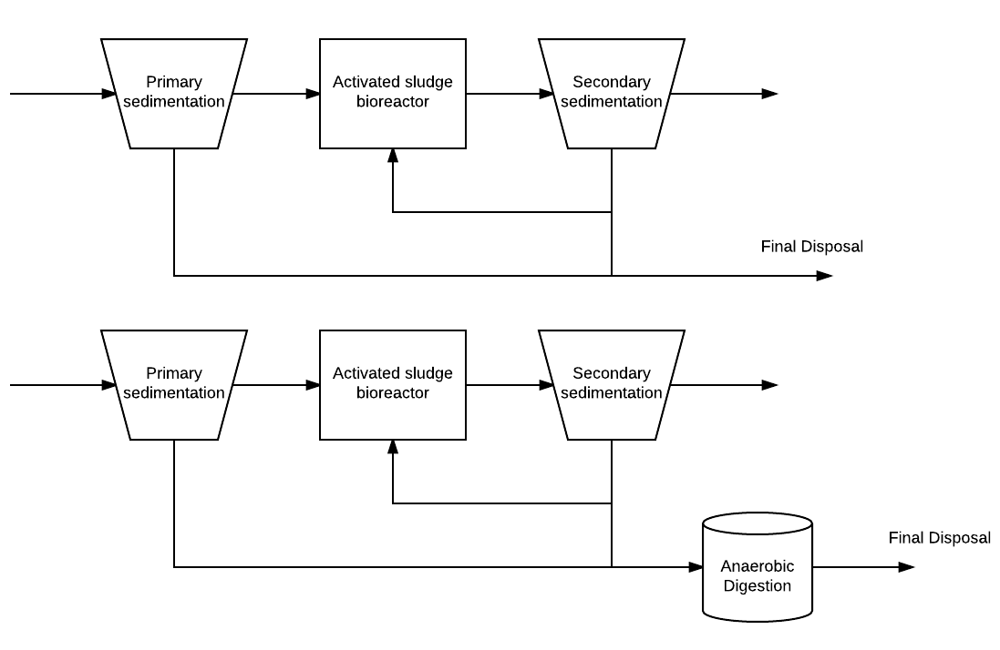 Primary
sedimentation
Activated sludge
bioreactor
Secondary
sedimentation
Final Disposal
Primary
sedimentation
Activated sludge
bioreactor
Secondary
sedimentation
Final Disposal
Anaerobic
Digestion